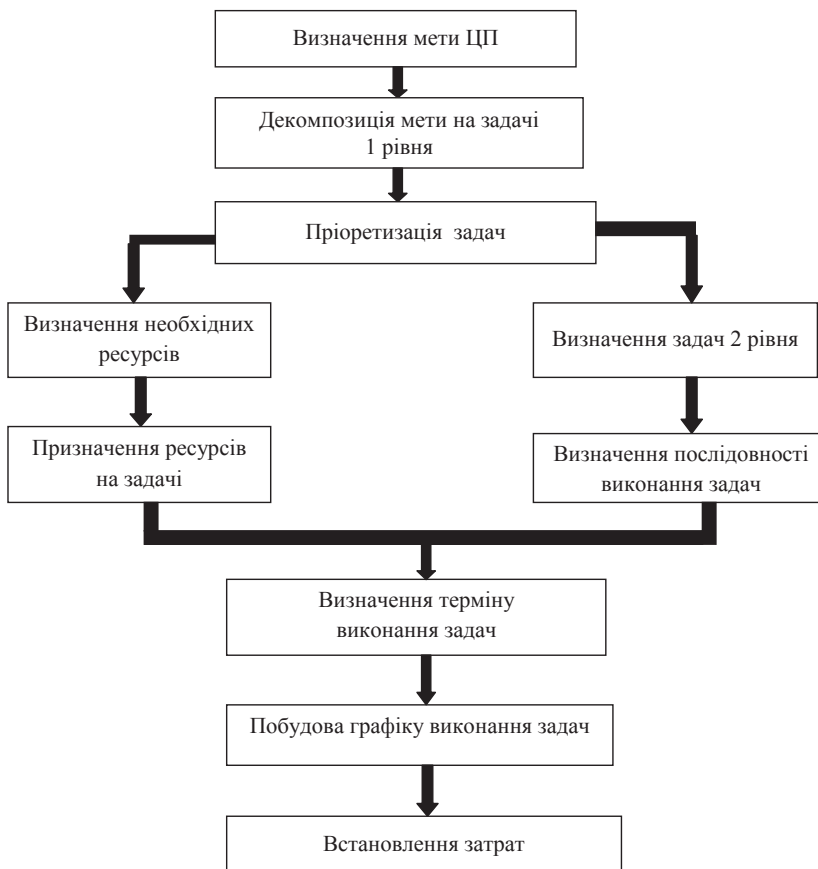 Визначення мети ЦП
Декомпозиція мети на задачі
1 рівня
Пріоретизація задач
Визначення необхідних
ресурсів
Визначення задач 2 рівня
Призначення ресурсів
на задачі
Визначення послідовності
виконання задач
Визначення терміну
виконання задач
Побудова графіку виконання задач
Встановлення затрат